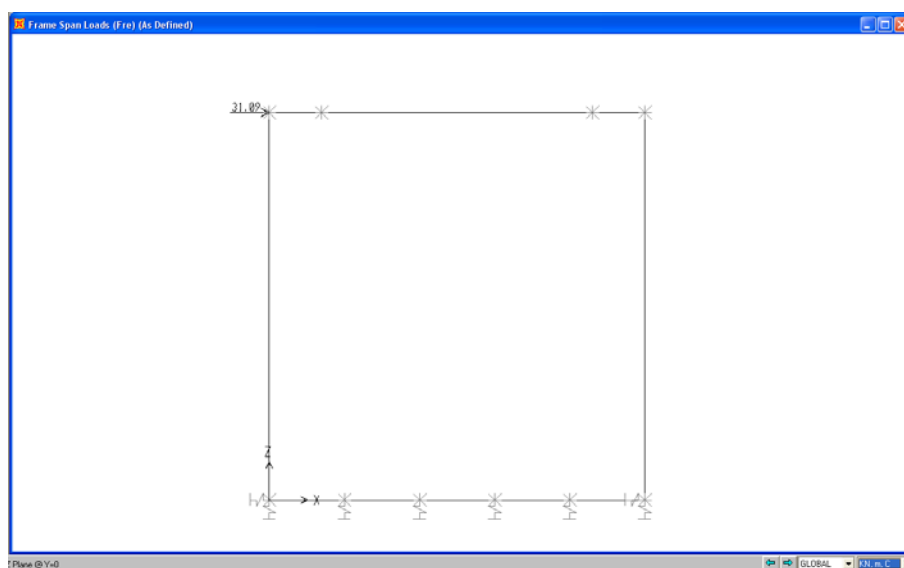 Frame Span Loads (Fre) (As Defined)
31.09
Z
X
Plane @ Y=0
GLOBAL
KN, m, C